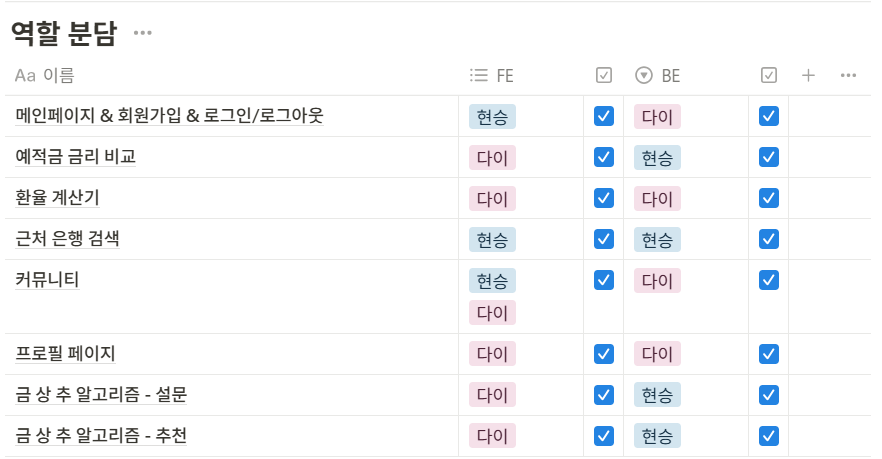 역할 분담
Aa 이름 FE BE
메인페이지 & 회원가입 & 로그인/로그아웃 현승 다이
예적금 금리 비교 다이 현승
환율 계산기 다이 다이
근처 은행 검색 현승 현승
커뮤니티 현승 다이
다이
프로필 페이지 다이 다이
금 상 추 알고리즘 - 설문 다이 현승
금 상 추 알고리즘 - 추천 다이 현승